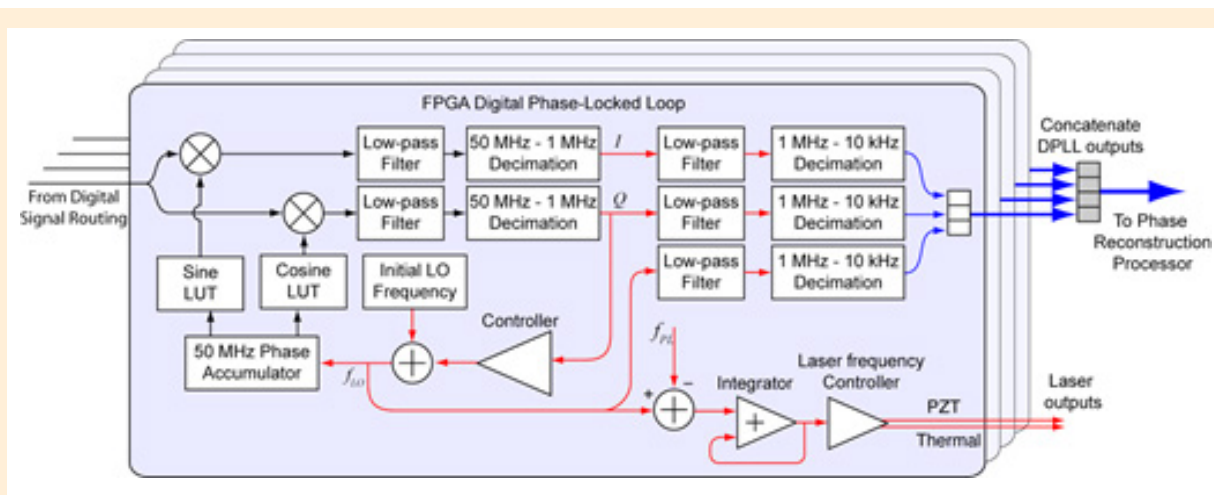 FPGA Digital Phase-Locked Loop
From Digital
Signal Routing
Low-pass
Filter
50 MHz - 1 MHz
Decimation
I
Low-pass
Filter
1 MHz - 10 kHz
Decimation
Concatenate
DPLL outputs
Low-pass
Filter
50 MHz - 1 MHz
Decimation
Q
Low-pass
Filter
1 MHz - 10 kHz
Decimation
To Phase
Reconstruction
Processor
Sine
LUT
Cosine
LUT
Initial LO
Frequency
Low-pass
Filter
1 MHz - 10 kHz
Decimation
Controller
50 MHz Phase
Accumulator
fLO
+
fPL
+
−
+
Integrator
+
Laser frequency
Controller
PZT
Thermal
Laser
outputs